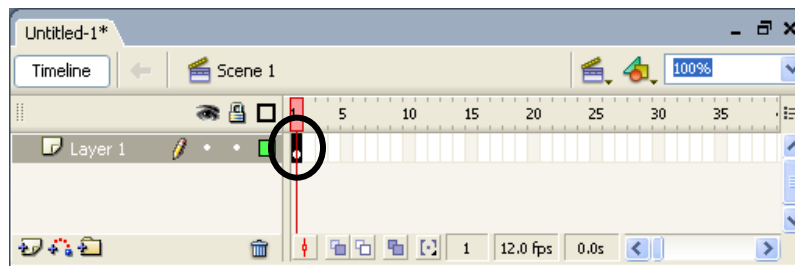 Untitled-1*
Timeline Scene 1 100%
1 5 10 15 20 25 30 35
Layer 1
1 12.0 fps 0.0s